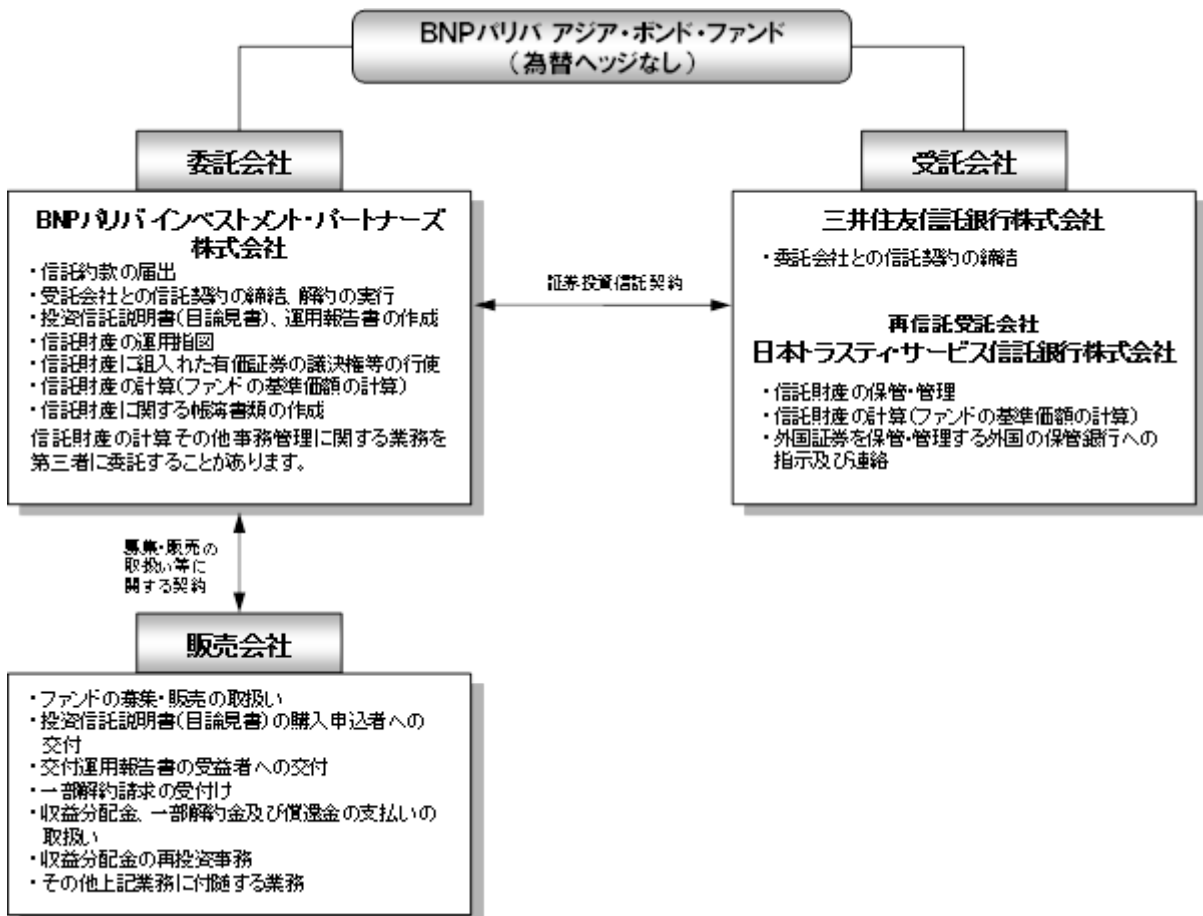 BNPパリバ アジア・ボンド・ファンド
（為替ヘッジなし）
委託会社
BNPパリバ インベストメント・パートナーズ
株式会社
・信託約款の届出
・受託会社との信託契約の締結、解約の実行
・投資信託説明書(目論見書)、運用報告書の作成
・信託財産の運用指図
・信託財産に組入れた有価証券の議決権等の行使
・信託財産の計算(ファンドの基準価額の計算)
・信託財産に関する帳簿書類の作成
信託財産の計算その他事務管理に関する業務を
第三者に委託することがあります。
証券投資信託契約
受託会社
三井住友信託銀行株式会社
・委託会社との信託契約の締結
再信託受託会社
日本トラスティ・サービス信託銀行株式会社
・信託財産の保管・管理
・信託財産の計算(ファンドの基準価額の計算)
・外国証券を保管・管理する外国の保管銀行への
指示及び連絡
募集・販売の
取扱い等に
関する契約
販売会社
・ファンドの募集・販売の取扱い
・投資信託説明書(目論見書)の購入申込者への
交付
・交付運用報告書の受益者への交付
・一部解約請求の受付け
・収益分配金、一部解約金及び償還金の支払いの
取扱い
・収益分配金の再投資事務
・その他上記業務に付随する業務